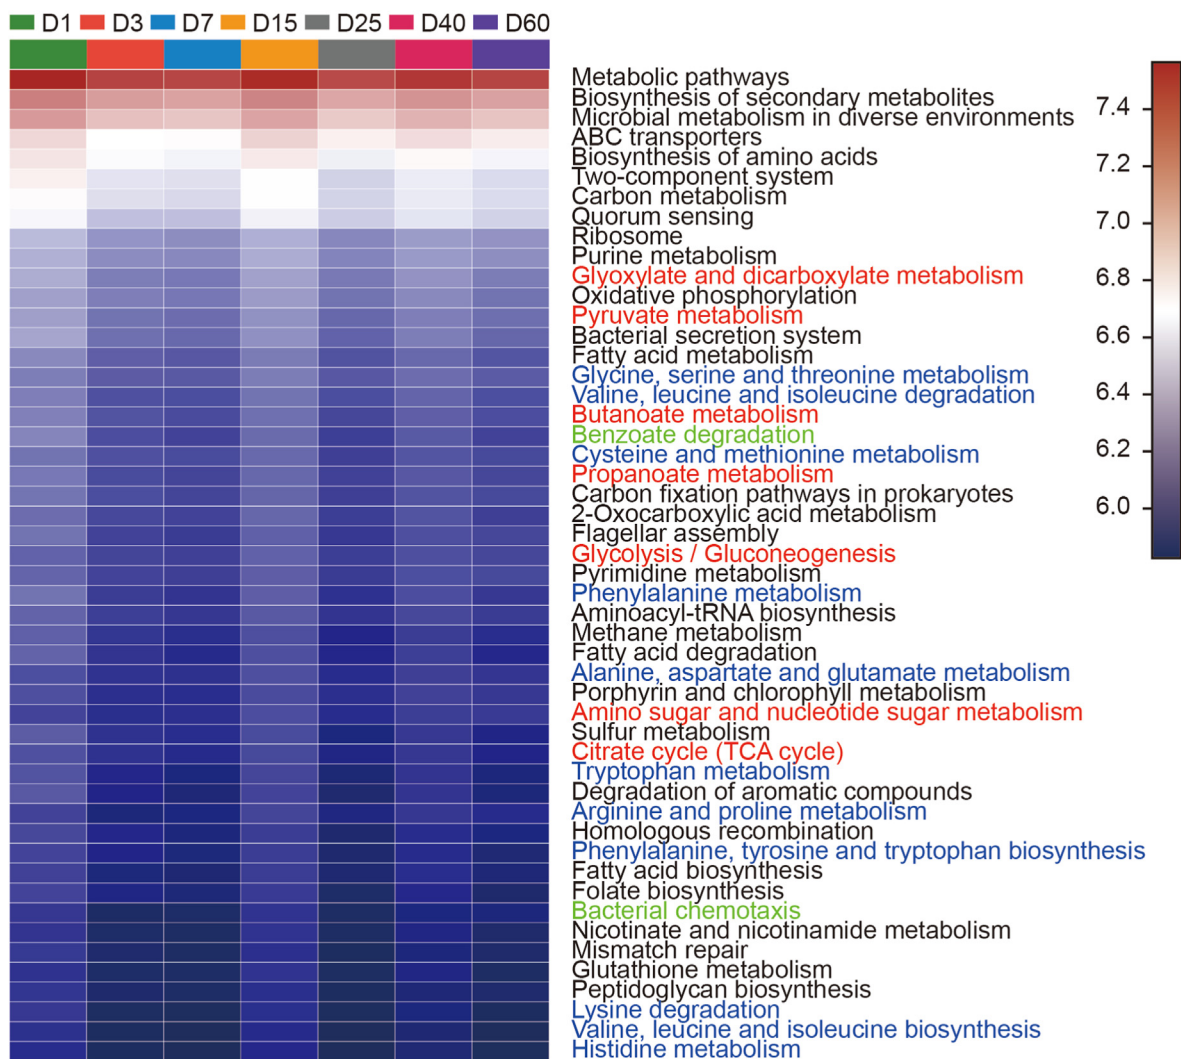 D1 D3 D7 D15 D25 D40 D60
Metabolic pathways
Biosynthesis of secondary metabolites
Microbial metabolism in diverse environments
ABC transporters
Biosynthesis of amino acids
Two-component system
Carbon metabolism
Quorum sensing
Ribosome
Purine metabolism
Glyoxylate and dicarboxylate metabolism
Oxidative phosphorylation
Pyruvate metabolism
Bacterial secretion system
Fatty acid metabolism
Glycine, serine and threonine metabolism
Valine, leucine and isoleucine degradation
Butanoate metabolism
Benzoate degradation
Cysteine and methionine metabolism
Propanoate metabolism
Carbon fixation pathways in prokaryotes
2-Oxocarboxylic acid metabolism
Flagellar assembly
Glycolysis / Gluconeogenesis
Pyrimidine metabolism
Phenylalanine metabolism
Aminoacyl-tRNA biosynthesis
Methane metabolism
Fatty acid degradation
Alanine, aspartate and glutamate metabolism
Porphyrin and chlorophyll metabolism
Amino sugar and nucleotide sugar metabolism
Sulfur metabolism
Citrate cycle (TCA cycle)
Tryptophan metabolism
Degradation of aromatic compounds
Arginine and proline metabolism
Homologous recombination
Phenylalanine, tyrosine and tryptophan biosynthesis
Fatty acid biosynthesis
Folate biosynthesis
Bacterial chemotaxis
Nicotinate and nicotinamide metabolism
Mismatch repair
Glutathione metabolism
Peptidoglycan biosynthesis
Lysine degradation
Valine, leucine and isoleucine biosynthesis
Histidine metabolism
7.4
7.2
7.0
6.8
6.6
6.4
6.2
6.0